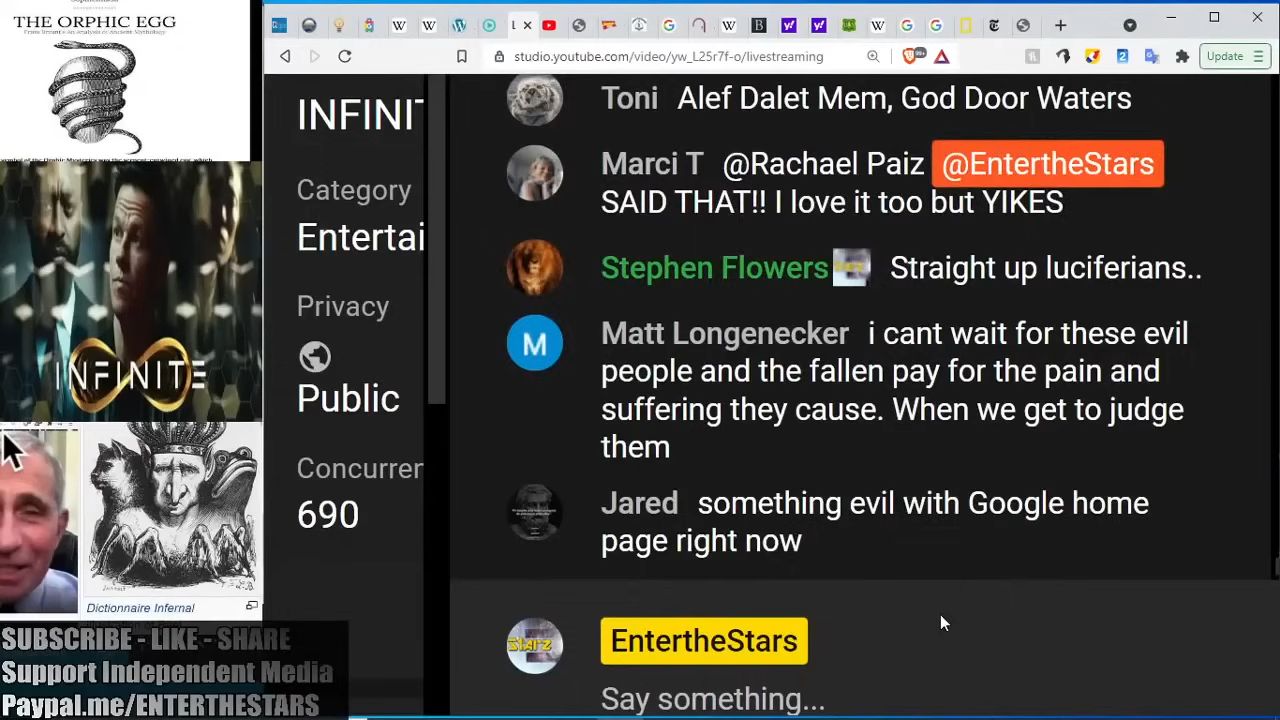 THE ORPHIC EGG
INFINITE
Dictionnaire Infernal
SUBSCRIBE - LIKE - SHARE
Support Independent Media
Paypal.me/ENTERTHESTARS
studio.youtube.com/video/yw_L25r7f-o/livestreaming
99+
Update
INFINIT
Category
Entertai
Privacy
Public
Concurrer
690
Toni Alef Dalet Mem, God Door Waters
Marci T @Rachael Paiz @EntertheStars
SAID THAT!! I love it too but YIKES
Stephen Flowers Straight up luciferians..
M
Matt Longenecker i cant wait for these evil
people and the fallen pay for the pain and
suffering they cause. When we get to judge
them
Jared something evil with Google home
page right now
EntertheStars
Say something...